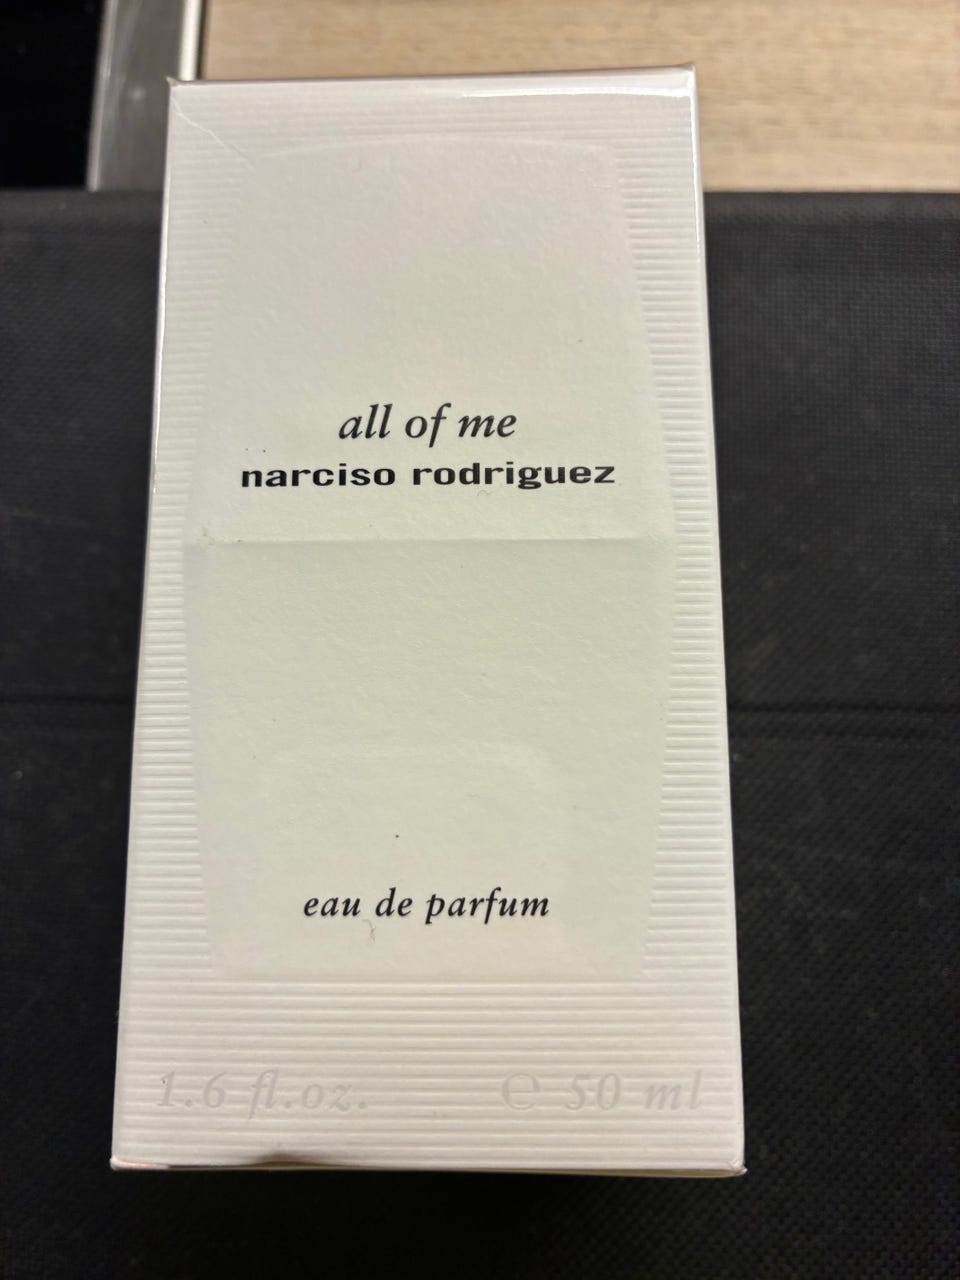 all of me
narciso rodriguez
eau de parfum
1.6 fl.oz. ℮ 50 ml